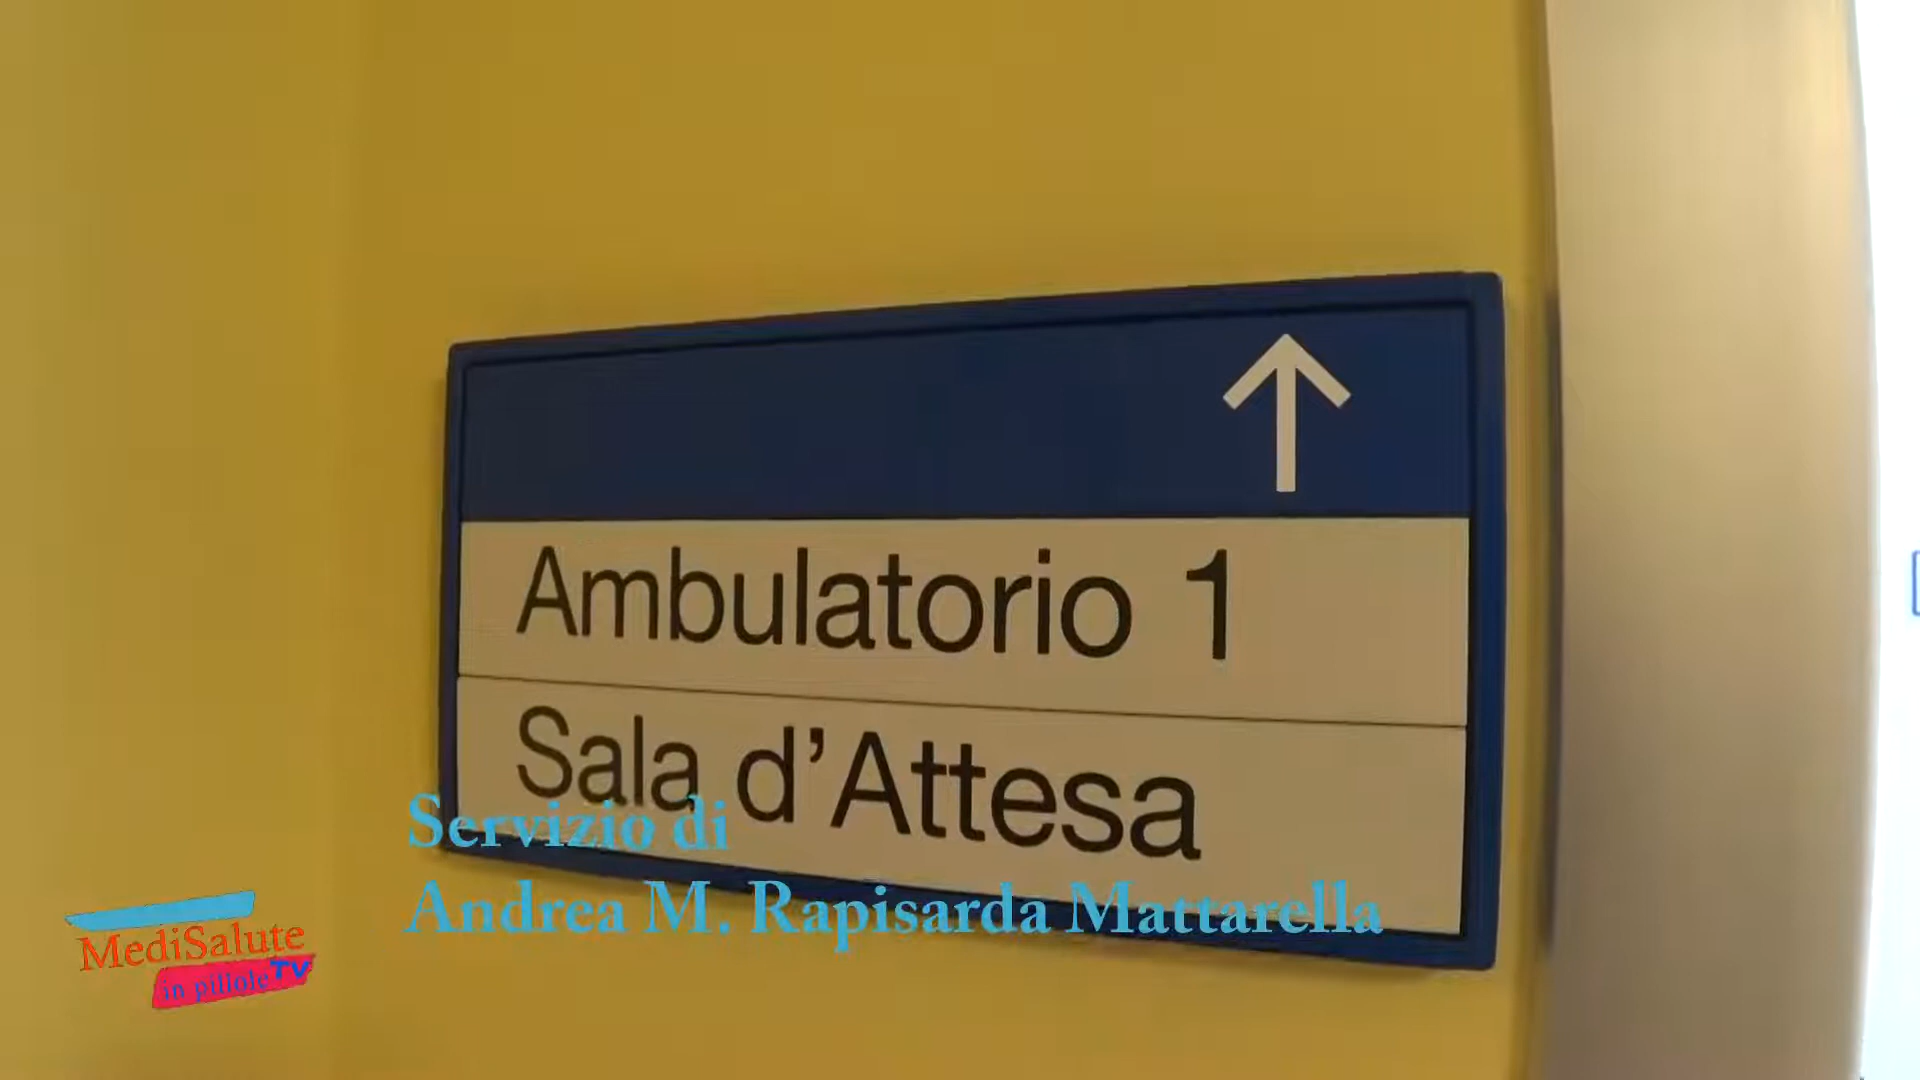 Ambulatorio 1
Sala d'Attesa
Servizio di
Andrea M. Rapisarda Mattarella
MediSalute
in pillole TV